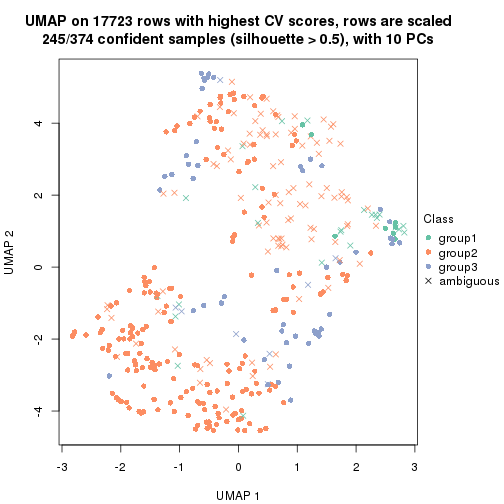 UMAP on 17723 rows with highest CV scores, rows are scaled
245/374 confident samples (silhouette > 0.5), with 10 PCs
4
2
0
-2
-4
UMAP 2
-3
-2
-1
0
1
2
3
UMAP 1
Class
group1
group2
group3
ambiguous